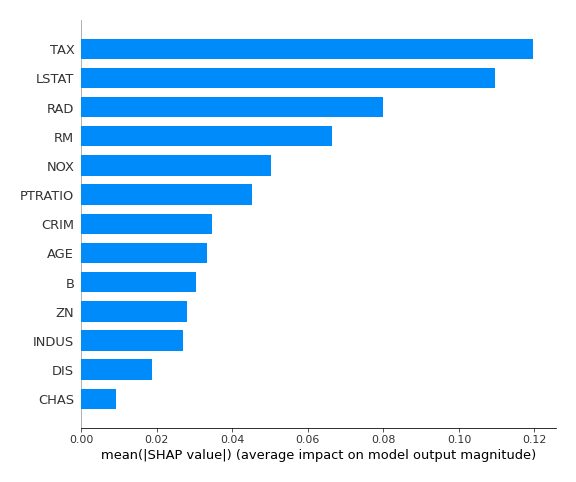 TAX
LSTAT
RAD
RM
NOX
PTRATIO
CRIM
AGE
B
ZN
INDUS
DIS
CHAS
0.00 0.02 0.04 0.06 0.08 0.10 0.12
mean(|SHAP value|) (average impact on model output magnitude)